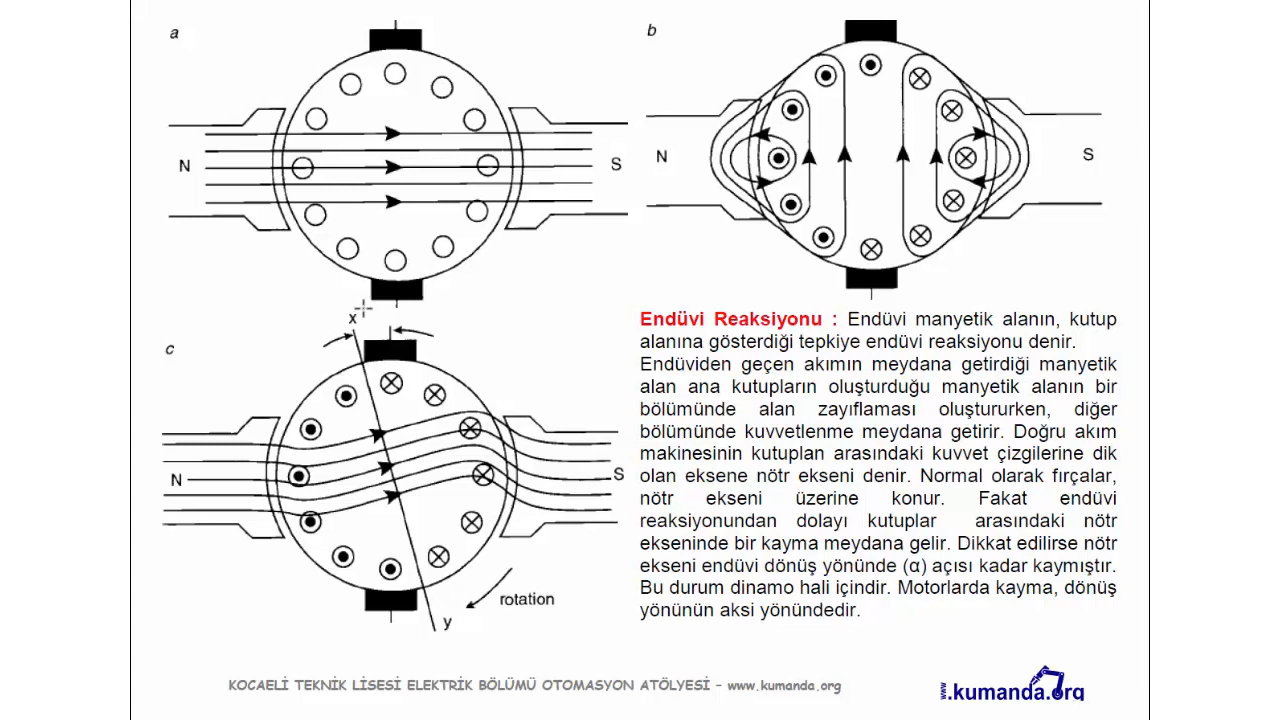 a
N
S
b
N
S
c
x
N
S
y
rotation
Endüvi Reaksiyonu : Endüvi manyetik alanın, kutup
alanına gösterdiği tepkiye endüvi reaksiyonu denir.
Endüviden geçen akımın meydana getirdiği manyetik
alan ana kutupların oluşturduğu manyetik alanın bir
bölümünde alan zayıflaması oluştururken, diğer
bölümünde kuvvetlenme meydana getirir. Doğru akım
makinesinin kutuplan arasındaki kuvvet çizgilerine dik
olan eksene nötr ekseni denir. Normal olarak fırçalar,
nötr ekseni üzerine konur. Fakat endüvi
reaksiyonundan dolayı kutuplar arasındaki nötr
ekseninde bir kayma meydana gelir. Dikkat edilirse nötr
ekseni endüvi dönüş yönünde (α) açısı kadar kaymıştır.
Bu durum dinamo hali içindir. Motorlarda kayma, dönüş
yönünün aksi yönündedir.
KOCAELİ TEKNİK LİSESİ ELEKTRİK BÖLÜMÜ OTOMASYON ATÖLYESİ – www.kumanda.org
www.kumanda.org